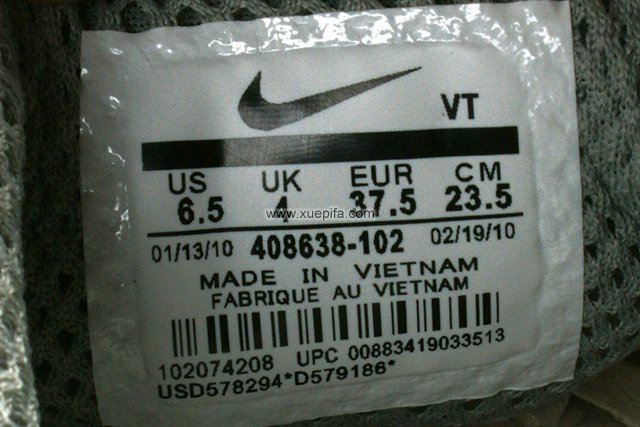 VT
US UK EUR CM
6.5 4 37.5 23.5
www.xuepifa.com
01/13/10 408638-102 02/19/10
MADE IN VIETNAM
FABRIQUE AU VIETNAM
102074208 UPC 00883419033513
USD578294*D579186*